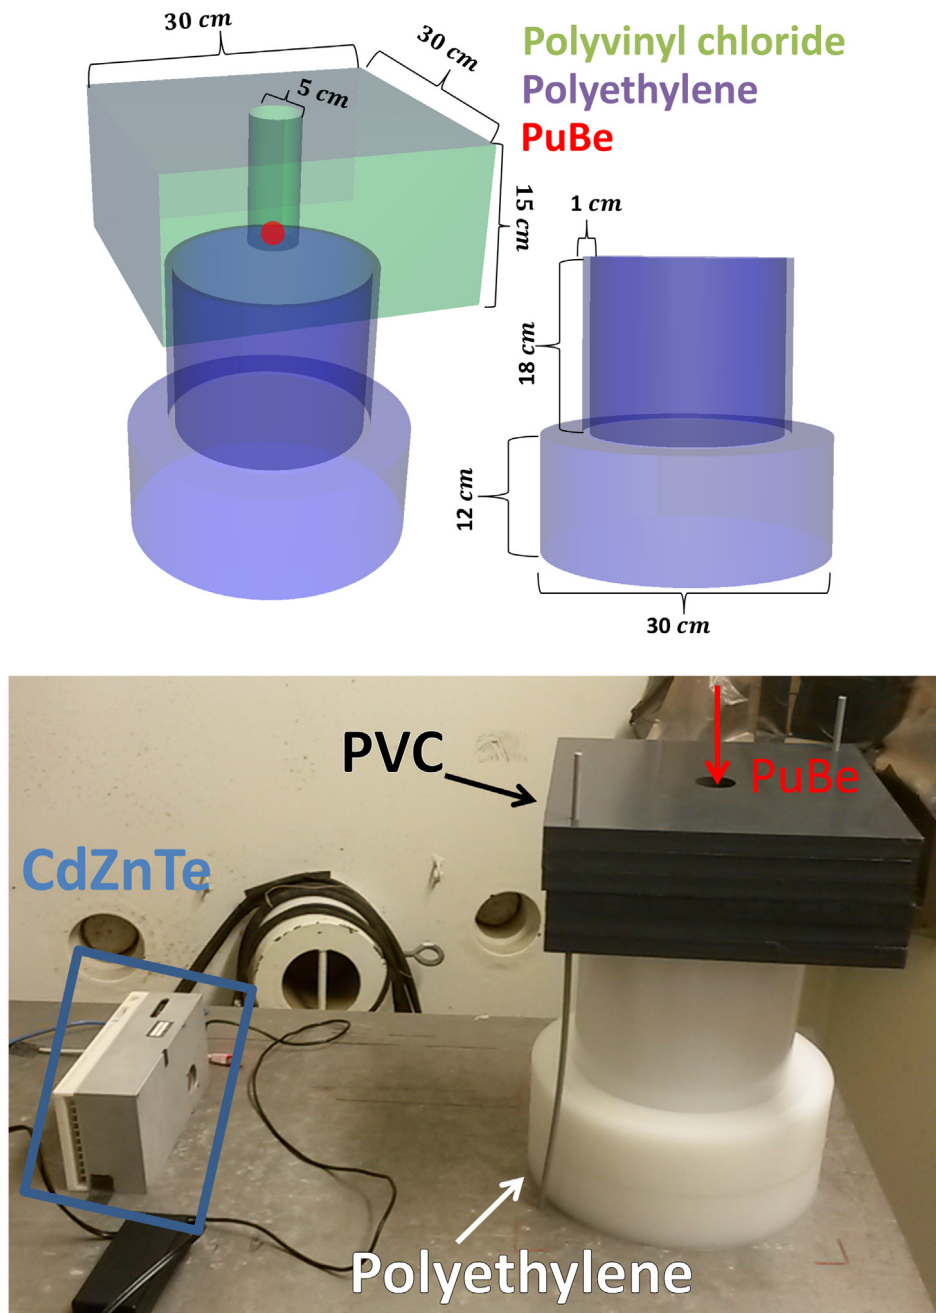 30 cm
30 cm
5 cm
15 cm
Polyvinyl chloride
Polyethylene
PuBe
1 cm
18 cm
12 cm
30 cm
PVC
PuBe
CdZnTe
Polyethylene